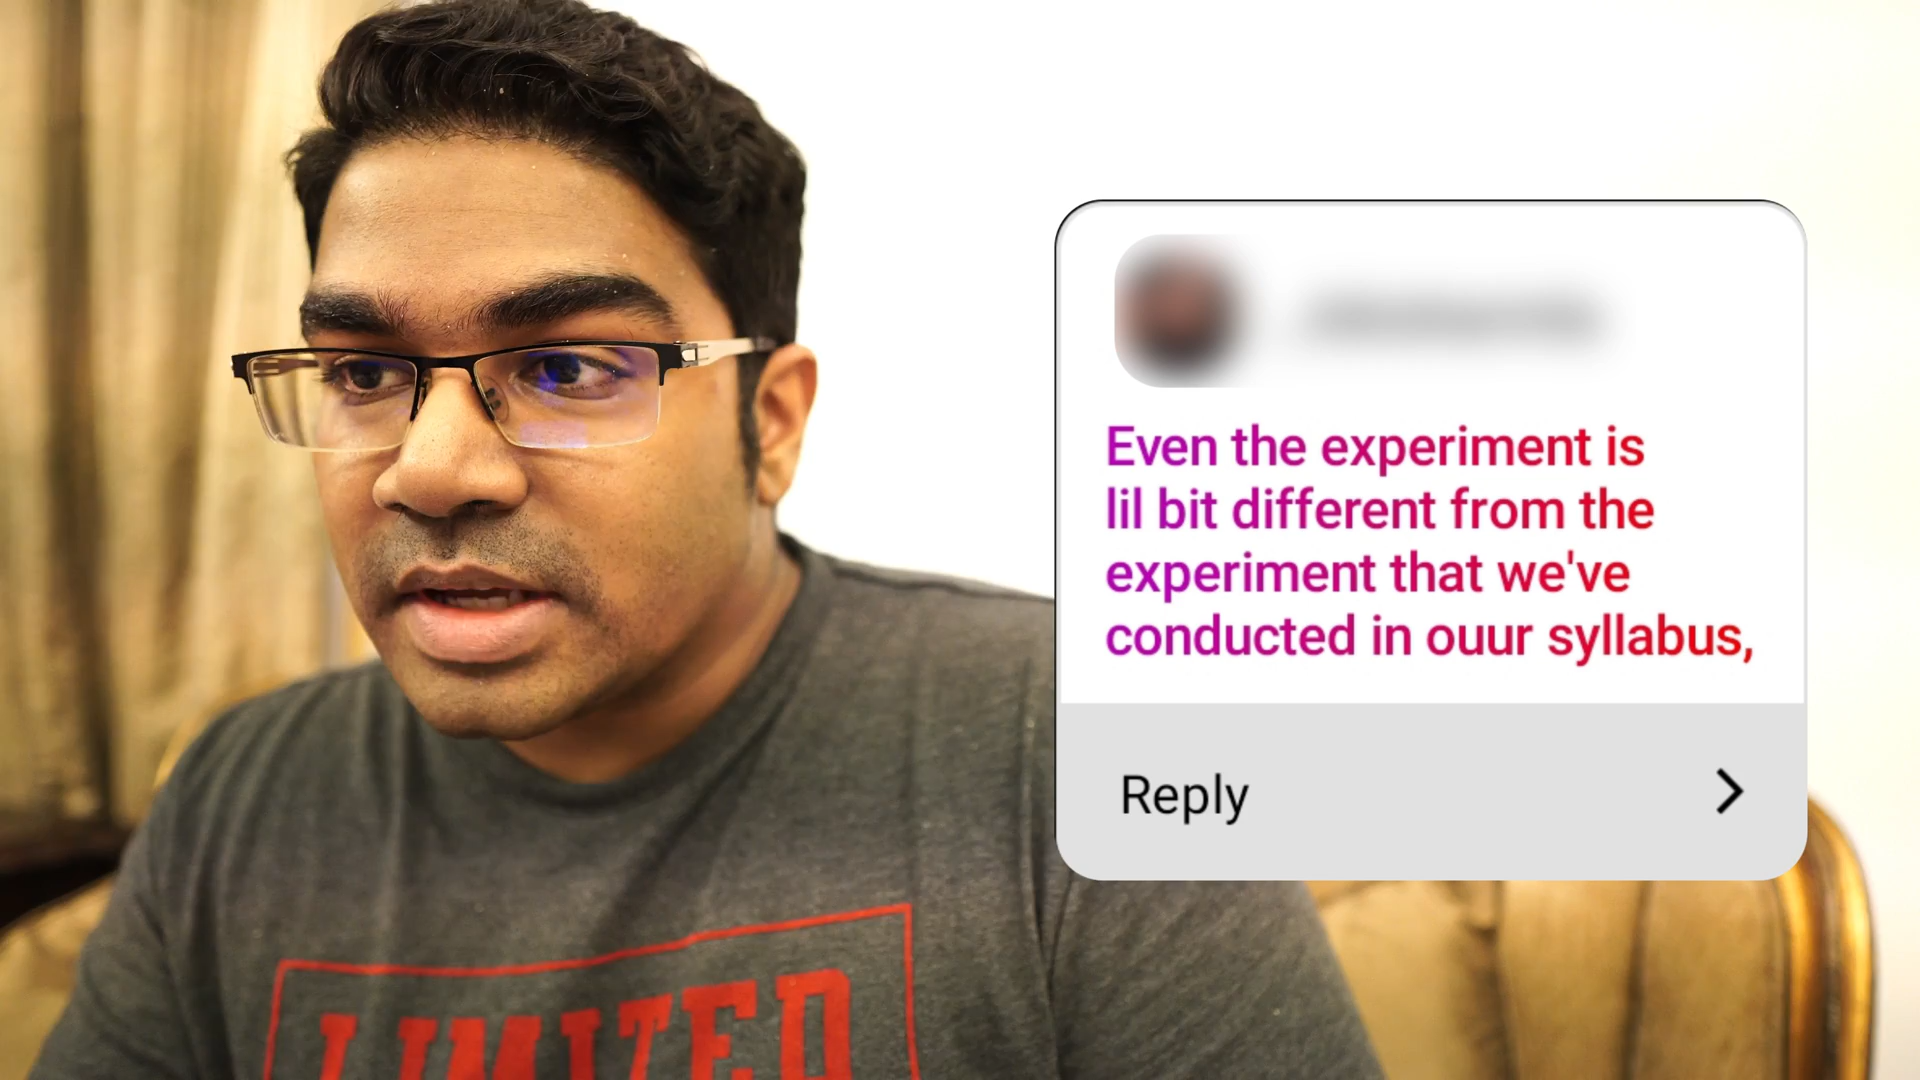 Even the experiment is
lil bit different from the
experiment that we've
conducted in ouur syllabus,
Reply
LIMITED